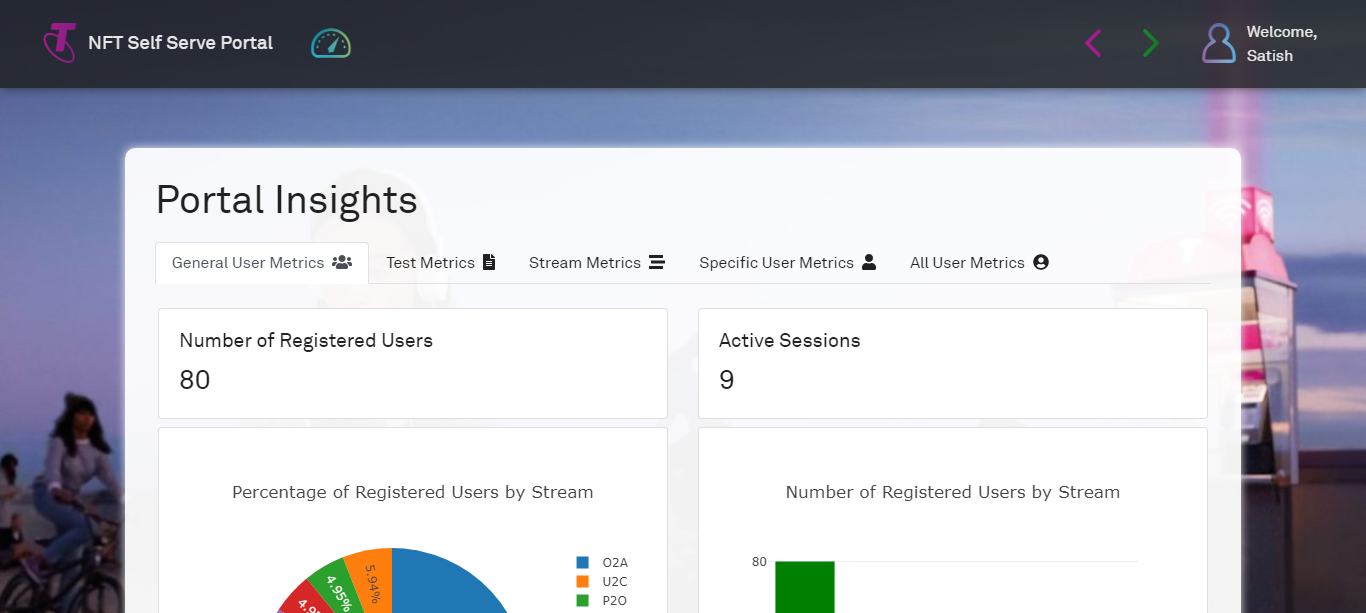 NFT Self Serve Portal
Welcome,
Satish
Portal Insights
General User Metrics
Test Metrics
Stream Metrics
Specific User Metrics
All User Metrics
Number of Registered Users
80
Active Sessions
9
Percentage of Registered Users by Stream
5.94%
4.95%
O2A
U2C
P2O
Number of Registered Users by Stream
80